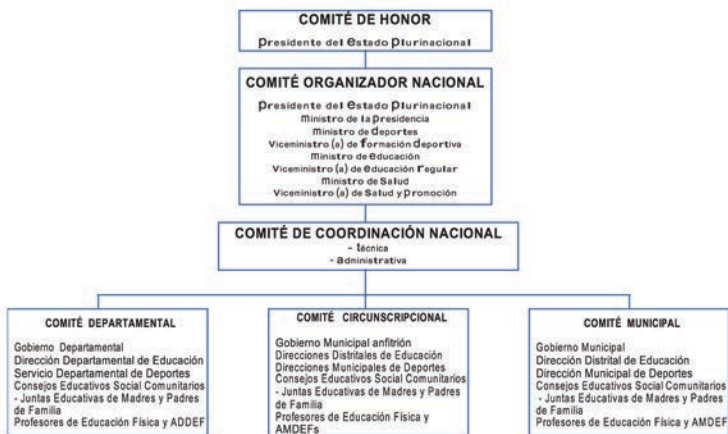 COMITÉ DE HONOR
Presidente del Estado Plurinacional
COMITÉ ORGANIZADOR NACIONAL
Presidente del Estado Plurinacional
Ministro de la Presidencia
Ministro de Deportes
Viceministro (a) de Formación Deportiva
Ministro de Educación
Viceministro (a) de Educación Regular
Ministro de Salud
Viceministro (a) de Salud y Promoción
COMITÉ DE COORDINACIÓN NACIONAL
- Técnica
- Administrativa
COMITÉ DEPARTAMENTAL
Gobierno Departamental
Dirección Departamental de Educación
Servicio Departamental de Deportes
Consejos Educativos Social Comunitarios
- Juntas Educativas de Madres y Padres
de Familia
Profesores de Educación Física y ADDEF
COMITÉ CIRCUNSCRIPCIONAL
Gobierno Municipal anfitrión
Direcciones Distritales de Educación
Direcciones Municipales de Deportes
Consejos Educativos Social Comunitarios
- Juntas Educativas de Madres y Padres
de Familia
Profesores de Educación Física y
AMDEFs
COMITÉ MUNICIPAL
Gobierno Municipal
Dirección Distrital de Educación
Dirección Municipal de Deportes
Consejos Educativos Social Comunitarios
- Juntas Educativas de Madres y Padres
de Familia
Profesores de Educación Física y AMDEF